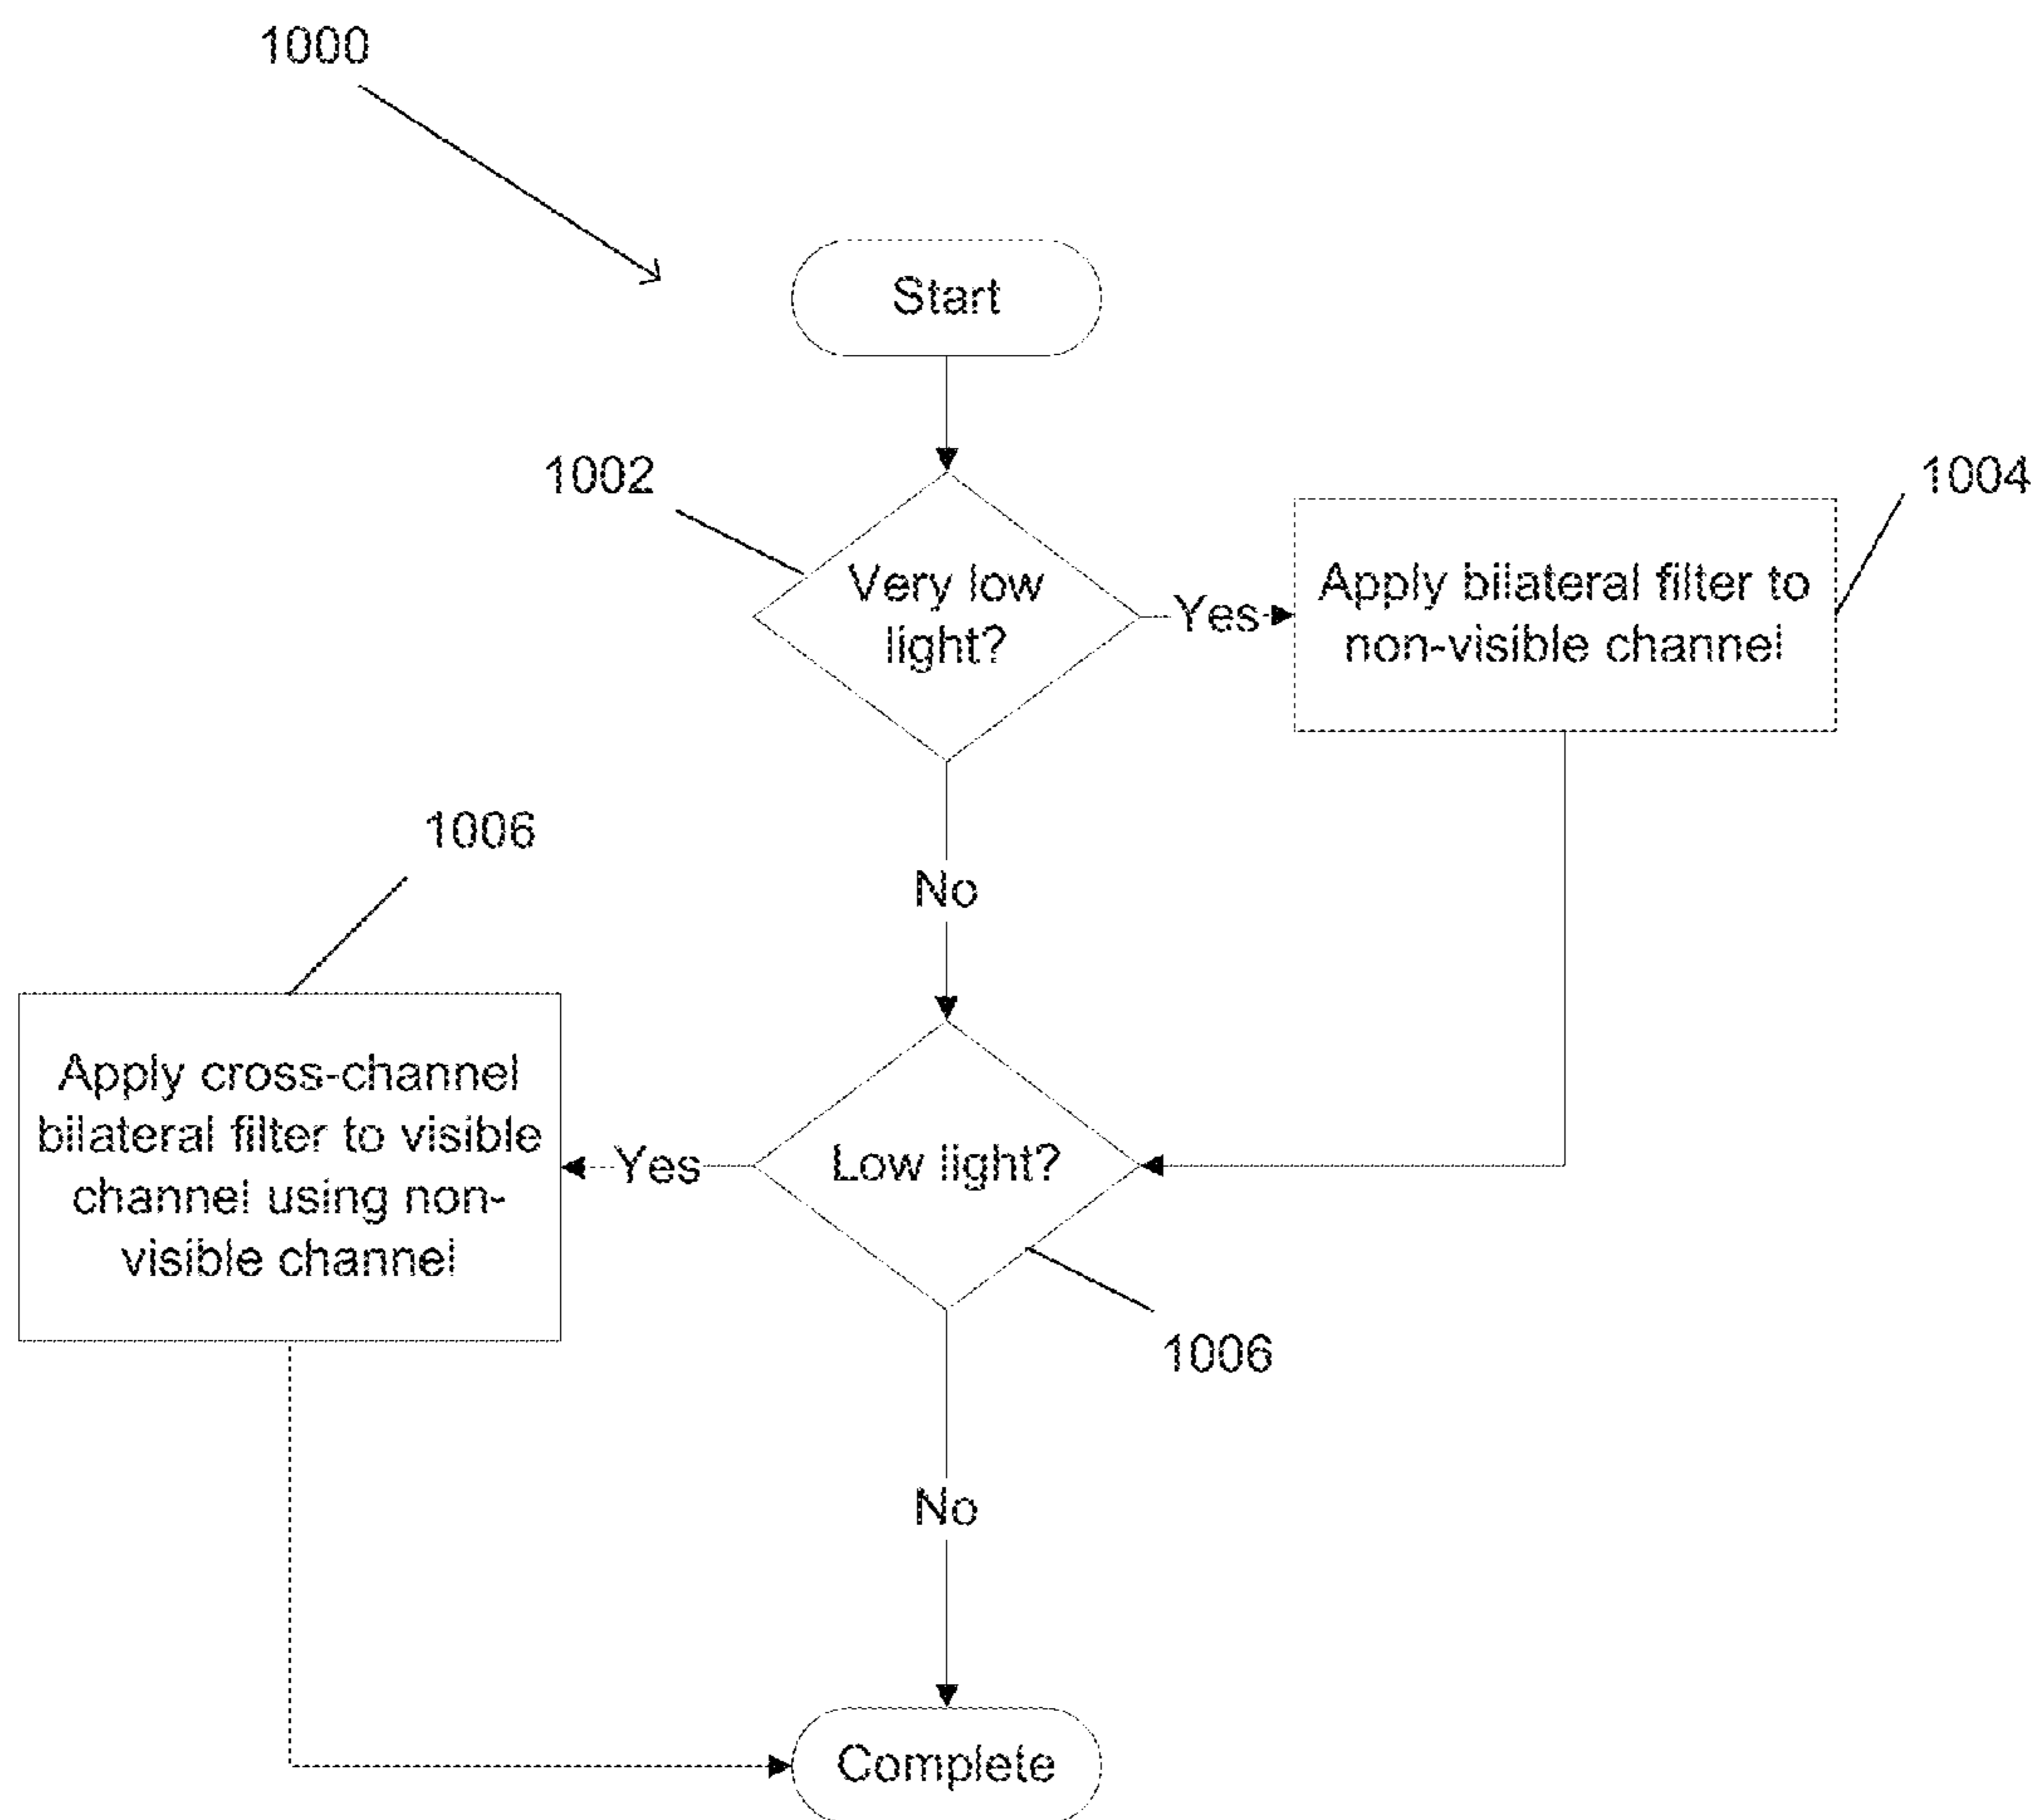 1000
Start
1002
Very low
light?
Yes
Apply bilateral filter to
non-visible channel
1004
No
1006
Apply cross-channel
bilateral filter to visible
channel using non-
visible channel
Yes
Low light?
1006
No
Complete